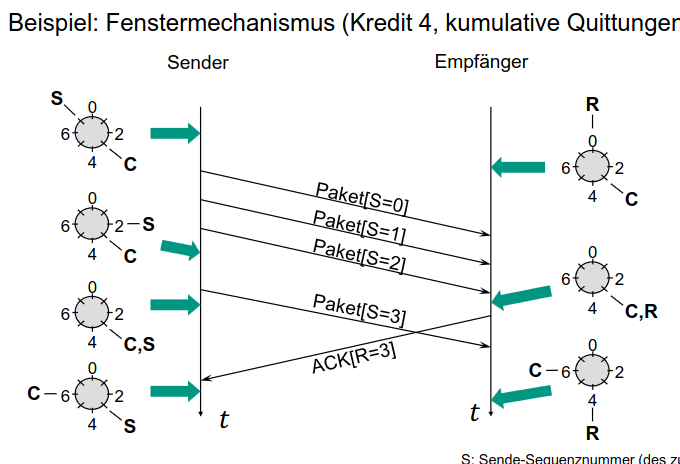 Beispiel: Fenstermechanismus (Kredit 4, kumulative Quittungen
Sender
Empfänger
S
0
6
2
4
C
R
0
6
2
4
C
Paket[S=0]
Paket[S=1]
Paket[S=2]
0
6
2
S
4
C
0
6
2
4
C,R
0
6
2
4
C,S
Paket[S=3]
ACK[R=3]
0
C
6
2
4
S
0
C
6
2
4
R
t
t
S: Sende-Sequenznummer (des